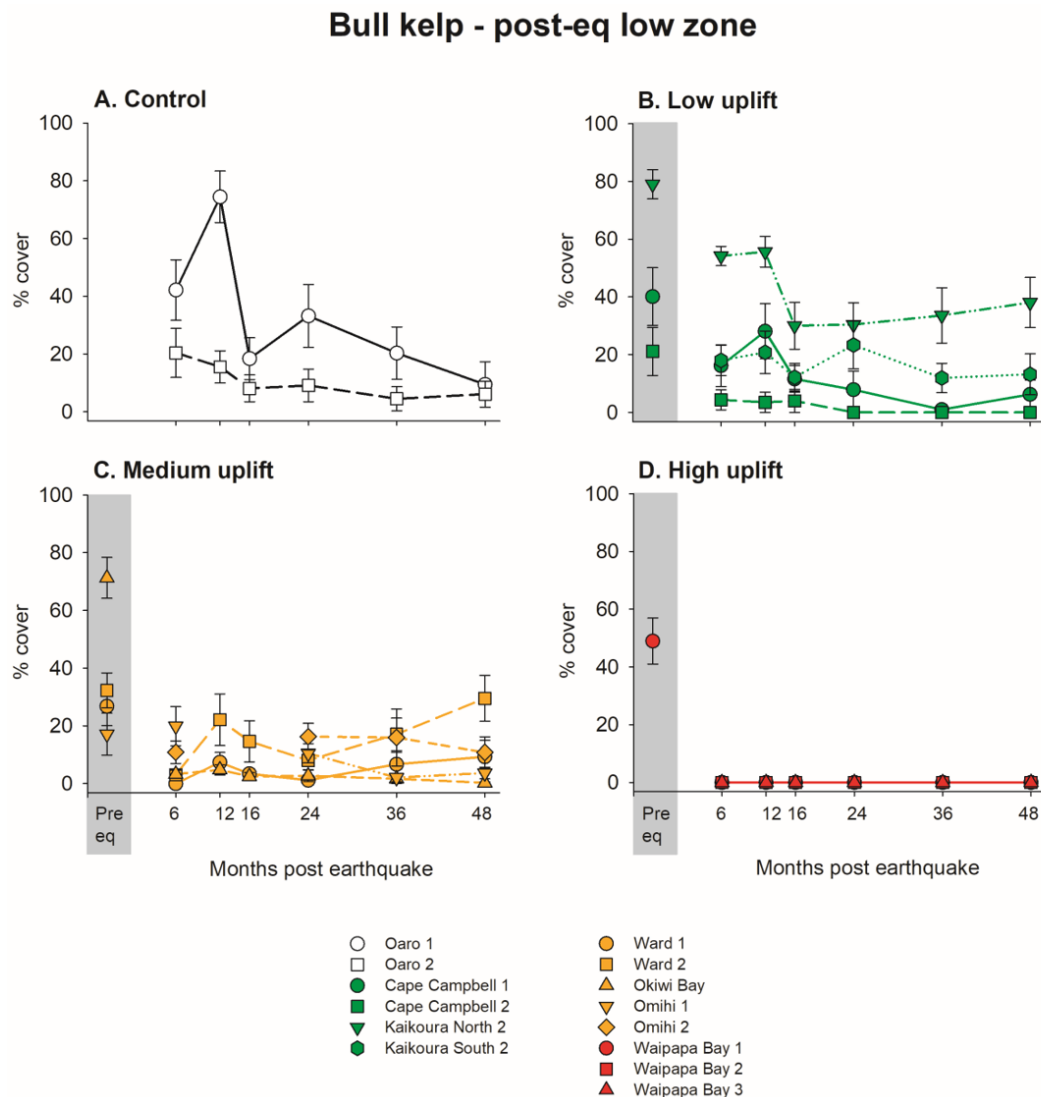 Bull kelp - post-eq low zone
A. Control
100
80
60
40
20
0
% cover
B. Low uplift
100
80
60
40
20
0
% cover
C. Medium uplift
100
80
60
40
20
0
% cover
Pre
eq
6
12
16
24
36
48
Months post earthquake
D. High uplift
100
80
60
40
20
0
% cover
Pre
eq
6
12
16
24
36
48
Months post earthquake
Oaro 1
Oaro 2
Cape Campbell 1
Cape Campbell 2
Kaikoura North 2
Kaikoura South 2
Ward 1
Ward 2
Okiwi Bay
Omihi 1
Omihi 2
Waipapa Bay 1
Waipapa Bay 2
Waipapa Bay 3